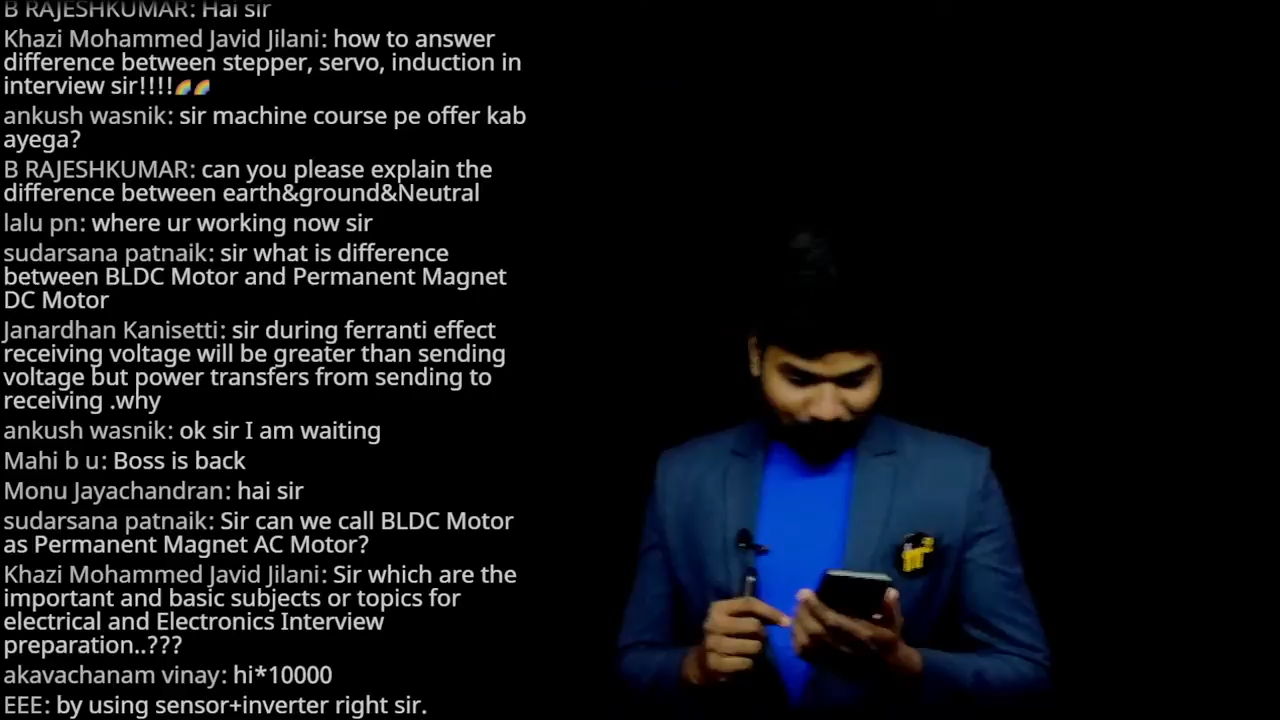 B RAJESHKUMAR: Hai sir
Khazi Mohammed Javid Jilani: how to answer
difference between stepper, servo, induction in
interview sir!!!!🌈🌈
ankush wasnik: sir machine course pe offer kab
ayega?
B RAJESHKUMAR: can you please explain the
difference between earth&ground&Neutral
lalu pn: where ur working now sir
sudarsana patnaik: sir what is difference
between BLDC Motor and Permanent Magnet
DC Motor
Janardhan Kanisetti: sir during ferranti effect
receiving voltage will be greater than sending
voltage but power transfers from sending to
receiving .why
ankush wasnik: ok sir I am waiting
Mahi b u: Boss is back
Monu Jayachandran: hai sir
sudarsana patnaik: Sir can we call BLDC Motor
as Permanent Magnet AC Motor?
Khazi Mohammed Javid Jilani: Sir which are the
important and basic subjects or topics for
electrical and Electronics Interview
preparation..???
akavachanam vinay: hi*10000
EEE: by using sensor+inverter right sir.